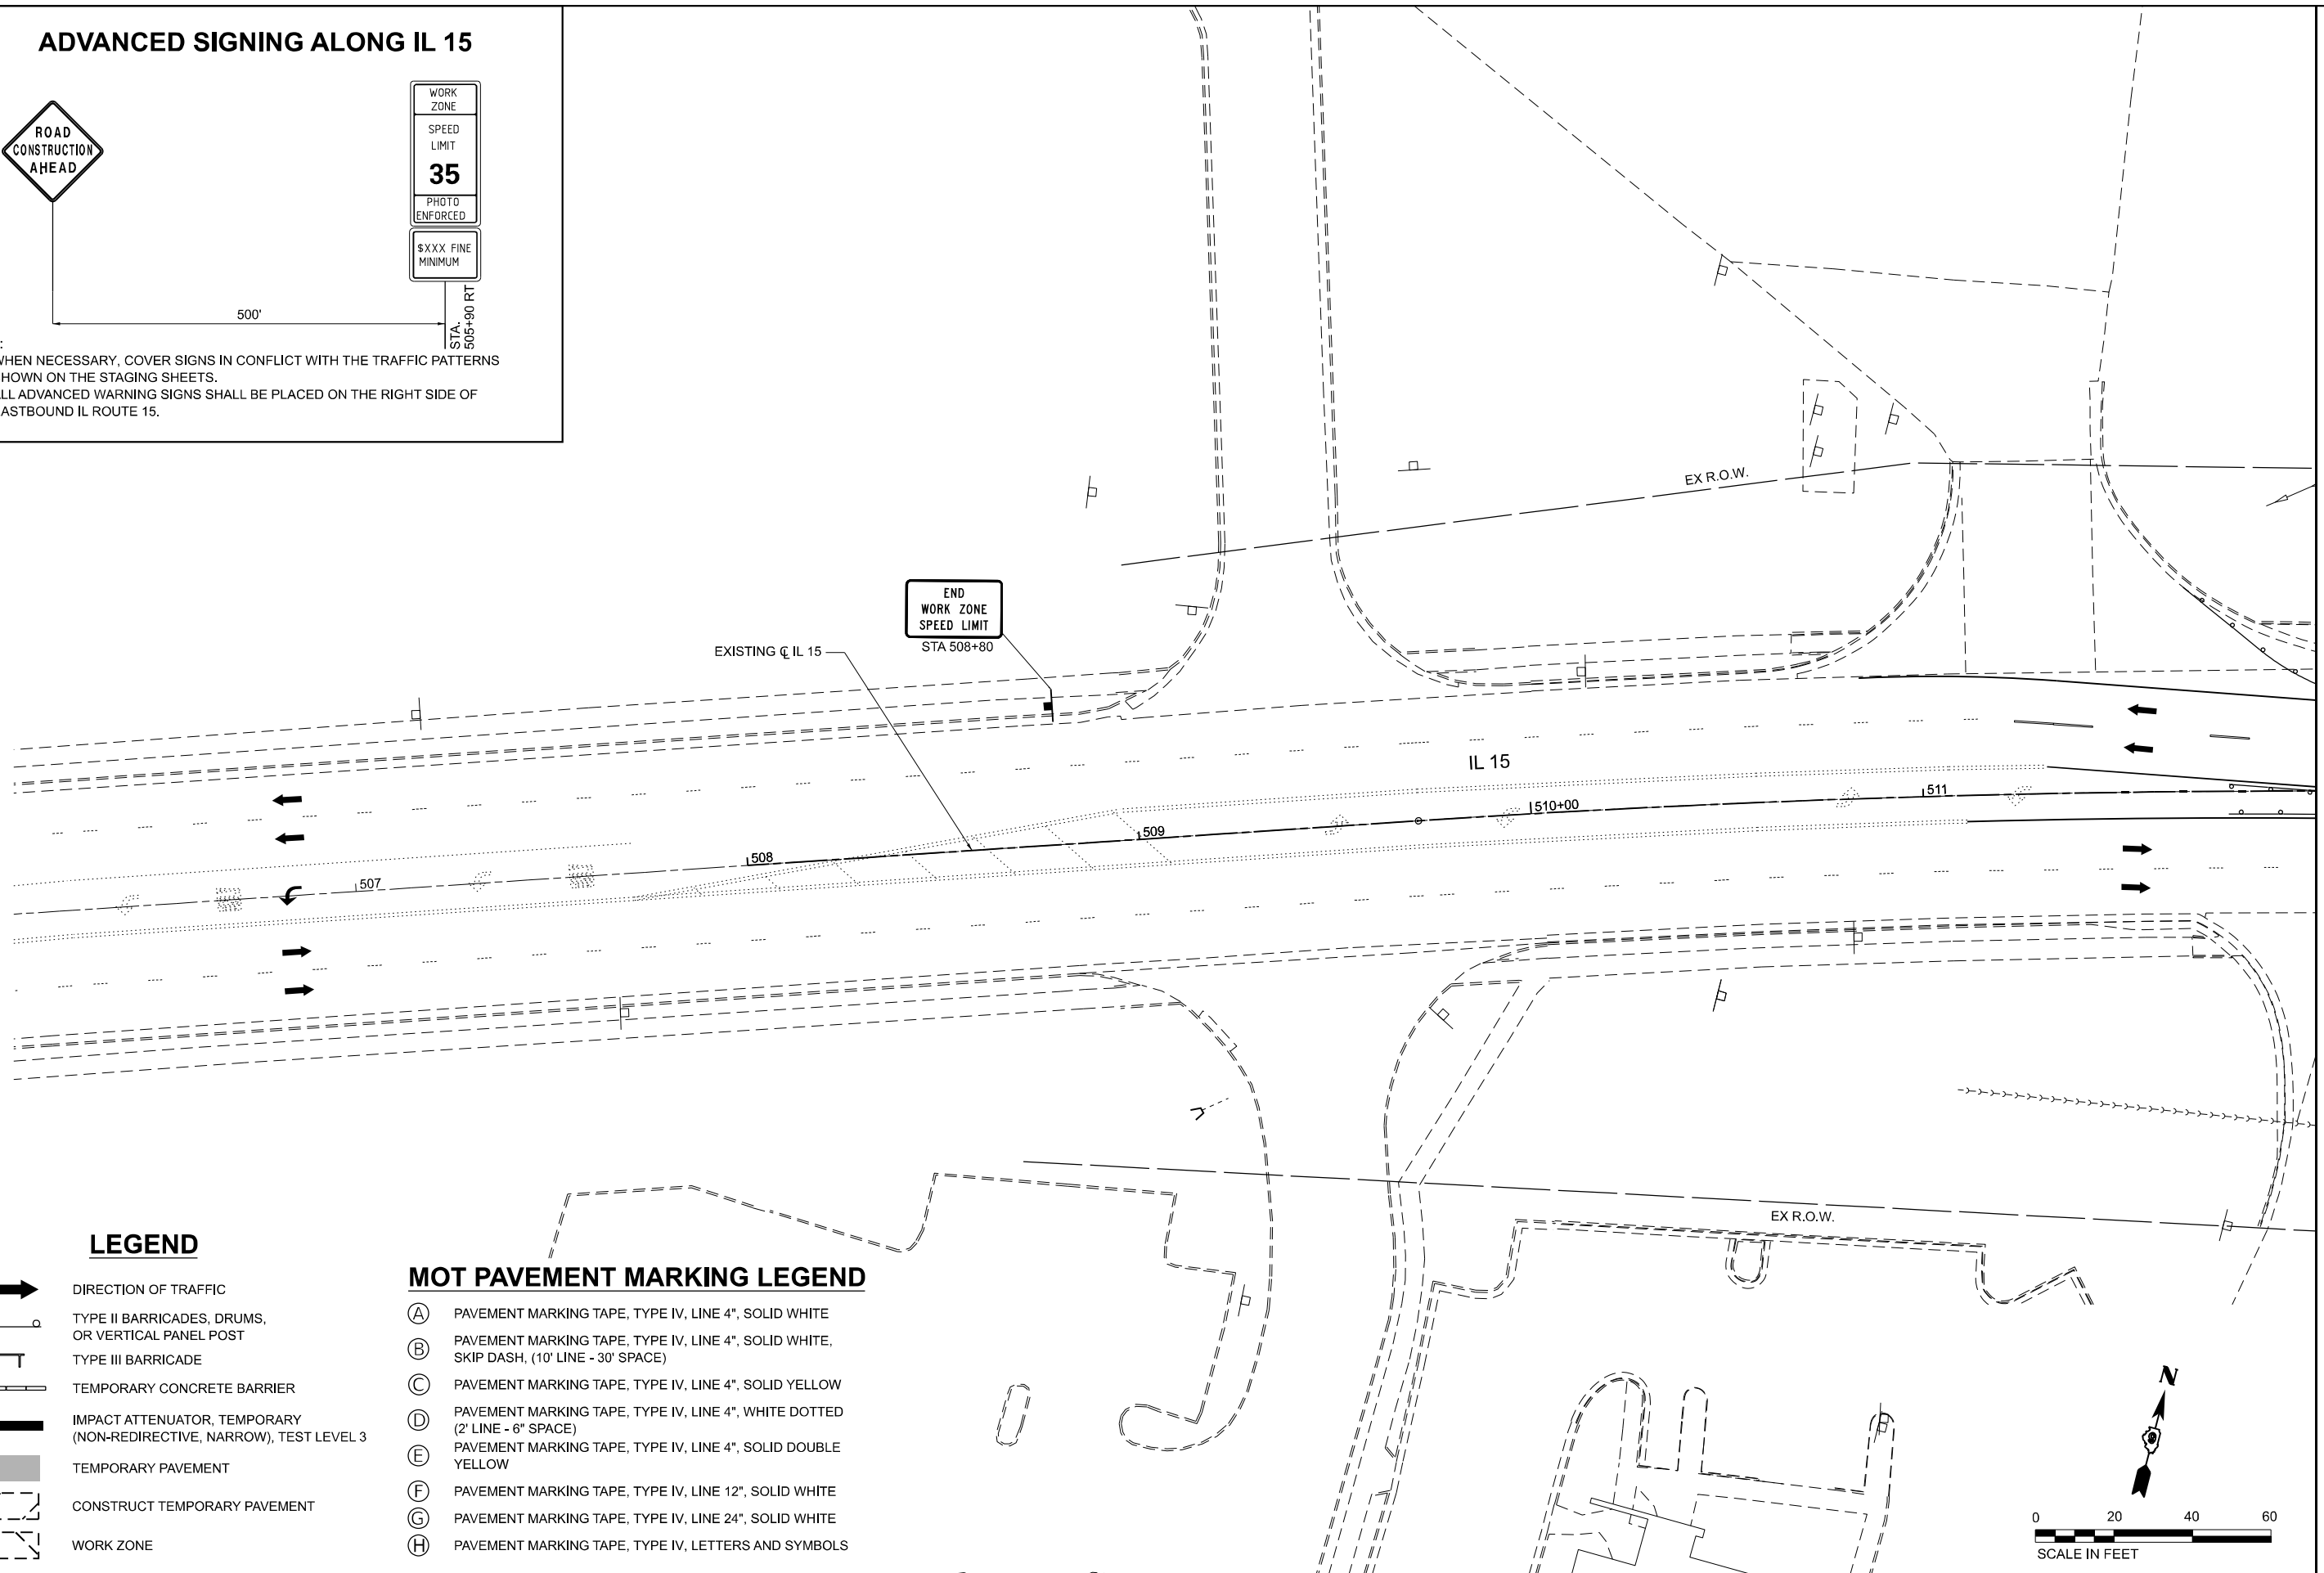 ADVANCED SIGNING ALONG IL 15
ROAD
CONSTRUCTION
AHEAD
WORK
ZONE
SPEED
LIMIT
35
PHOTO
ENFORCED
$XXX FINE
MINIMUM
500'
STA.
505+90 RT
:
WHEN NECESSARY, COVER SIGNS IN CONFLICT WITH THE TRAFFIC PATTERNS
HOWN ON THE STAGING SHEETS.
LL ADVANCED WARNING SIGNS SHALL BE PLACED ON THE RIGHT SIDE OF
ASTBOUND IL ROUTE 15.
EX R.O.W.
END
WORK ZONE
SPEED LIMIT
STA 508+80
EXISTING ℄ IL 15
IL 15
507
508
509
510+00
511
EX R.O.W.
LEGEND
DIRECTION OF TRAFFIC
TYPE II BARRICADES, DRUMS,
OR VERTICAL PANEL POST
TYPE III BARRICADE
TEMPORARY CONCRETE BARRIER
IMPACT ATTENUATOR, TEMPORARY
(NON-REDIRECTIVE, NARROW), TEST LEVEL 3
TEMPORARY PAVEMENT
CONSTRUCT TEMPORARY PAVEMENT
WORK ZONE
MOT PAVEMENT MARKING LEGEND
A PAVEMENT MARKING TAPE, TYPE IV, LINE 4", SOLID WHITE
B PAVEMENT MARKING TAPE, TYPE IV, LINE 4", SOLID WHITE,
SKIP DASH, (10' LINE - 30' SPACE)
C PAVEMENT MARKING TAPE, TYPE IV, LINE 4", SOLID YELLOW
D PAVEMENT MARKING TAPE, TYPE IV, LINE 4", WHITE DOTTED
(2' LINE - 6" SPACE)
E PAVEMENT MARKING TAPE, TYPE IV, LINE 4", SOLID DOUBLE
YELLOW
F PAVEMENT MARKING TAPE, TYPE IV, LINE 12", SOLID WHITE
G PAVEMENT MARKING TAPE, TYPE IV, LINE 24", SOLID WHITE
H PAVEMENT MARKING TAPE, TYPE IV, LETTERS AND SYMBOLS
N
0 20 40 60
SCALE IN FEET